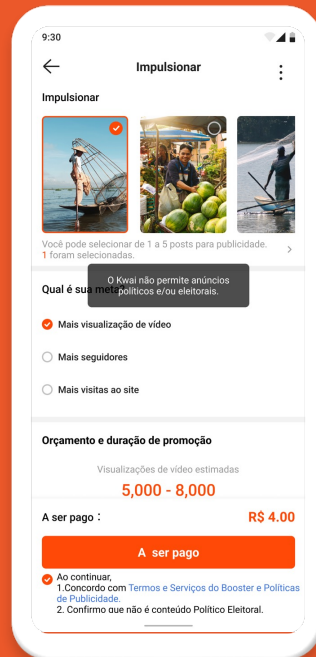 9:30
Impulsionar
Impulsionar
Você pode selecionar de 1 a 5 posts para publicidade.
1 foram selecionadas.
O Kwai não permite anúncios
políticos e/ou eleitorais.
Qual é sua meta?
Mais visualização de vídeo
Mais seguidores
Mais visitas ao site
Orçamento e duração de promoção
Visualizações de vídeo estimadas
5,000 - 8,000
A ser pago : R$ 4.00
A ser pago
Ao continuar,
1.Concordo com Termos e Serviços do Booster e Políticas
de Publicidade.
2. Confirmo que não é conteúdo Político Eleitoral.